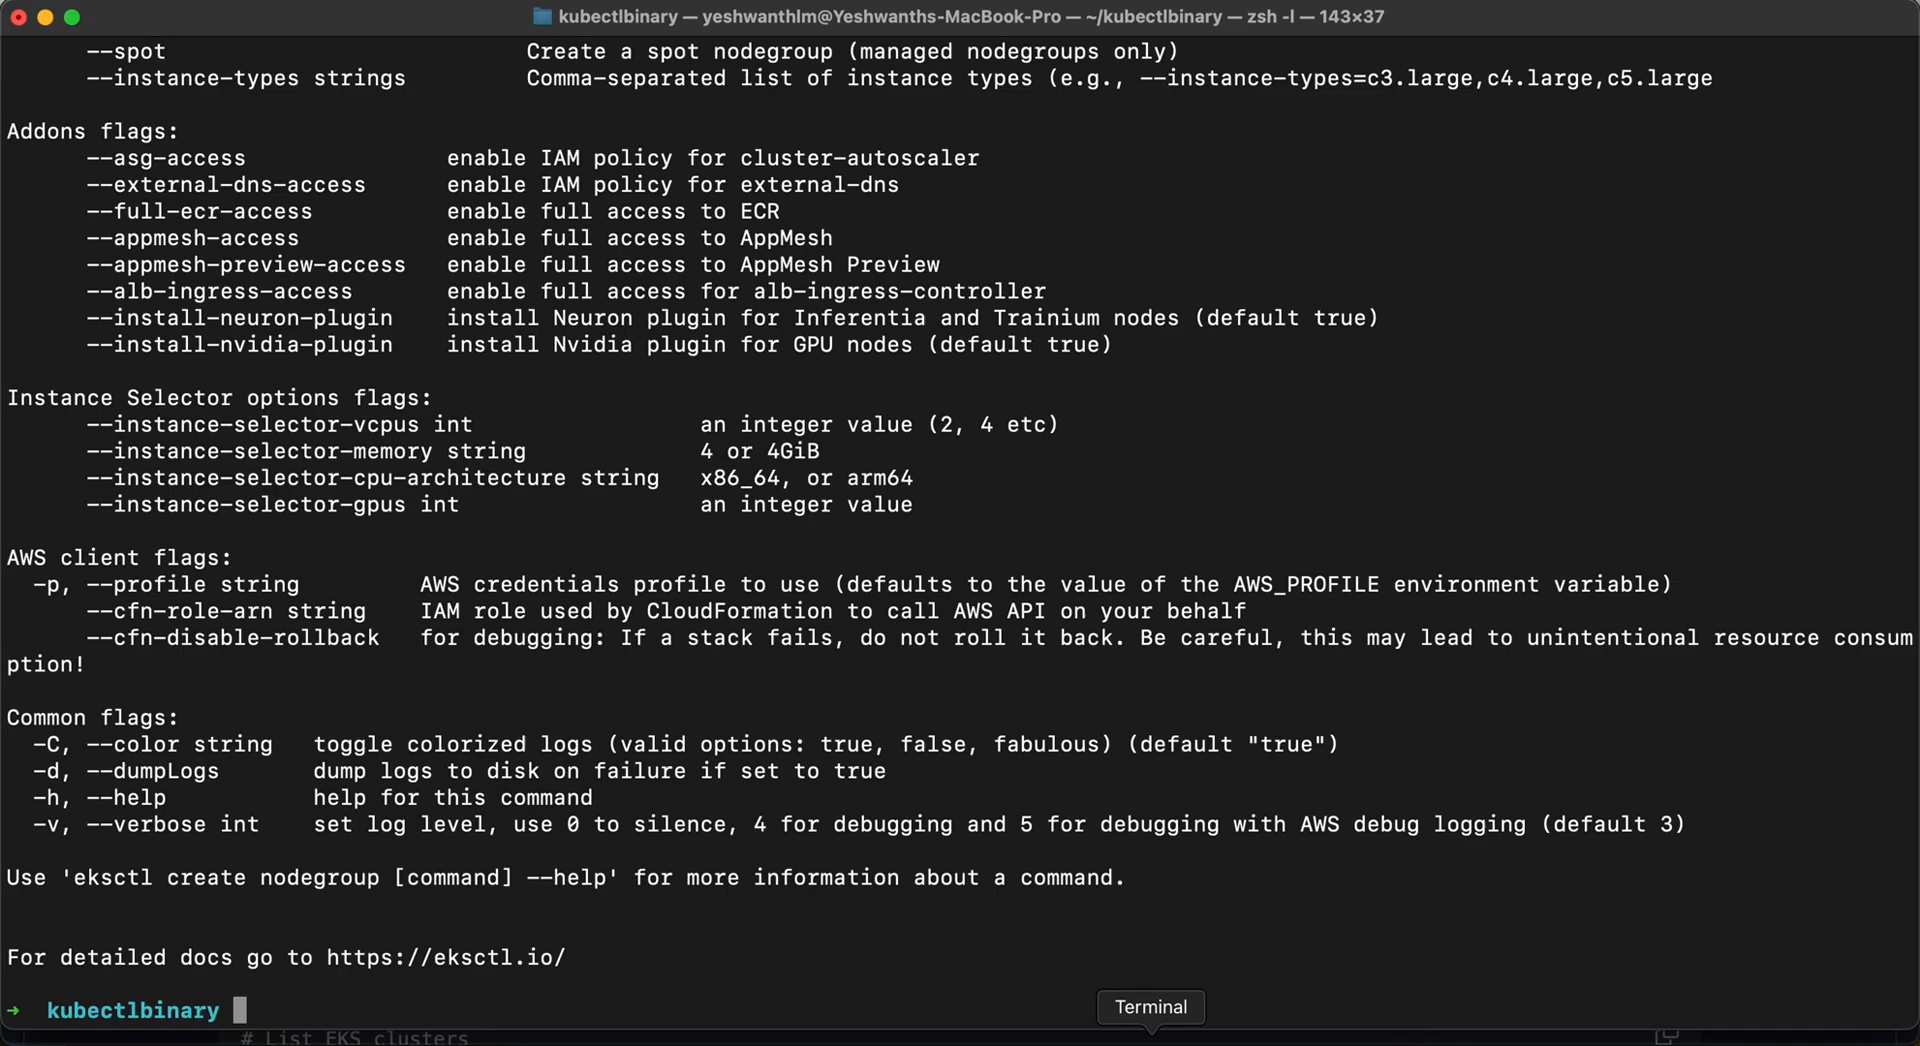 kubectlbinary — yeshwanthlm@Yeshwanths-MacBook-Pro — ~/kubectlbinary — zsh -l — 143×37
--spot Create a spot nodegroup (managed nodegroups only)
--instance-types strings Comma-separated list of instance types (e.g., --instance-types=c3.large,c4.large,c5.large
Addons flags:
--asg-access enable IAM policy for cluster-autoscaler
--external-dns-access enable IAM policy for external-dns
--full-ecr-access enable full access to ECR
--appmesh-access enable full access to AppMesh
--appmesh-preview-access enable full access to AppMesh Preview
--alb-ingress-access enable full access for alb-ingress-controller
--install-neuron-plugin install Neuron plugin for Inferentia and Trainium nodes (default true)
--install-nvidia-plugin install Nvidia plugin for GPU nodes (default true)
Instance Selector options flags:
--instance-selector-vcpus int an integer value (2, 4 etc)
--instance-selector-memory string 4 or 4GiB
--instance-selector-cpu-architecture string x86_64, or arm64
--instance-selector-gpus int an integer value
AWS client flags:
-p, --profile string AWS credentials profile to use (defaults to the value of the AWS_PROFILE environment variable)
--cfn-role-arn string IAM role used by CloudFormation to call AWS API on your behalf
--cfn-disable-rollback for debugging: If a stack fails, do not roll it back. Be careful, this may lead to unintentional resource consum
ption!
Common flags:
-C, --color string toggle colorized logs (valid options: true, false, fabulous) (default "true")
-d, --dumpLogs dump logs to disk on failure if set to true
-h, --help help for this command
-v, --verbose int set log level, use 0 to silence, 4 for debugging and 5 for debugging with AWS debug logging (default 3)
Use 'eksctl create nodegroup [command] --help' for more information about a command.
For detailed docs go to https://eksctl.io/
➜ kubectlbinary
Terminal
# List EKS clusters